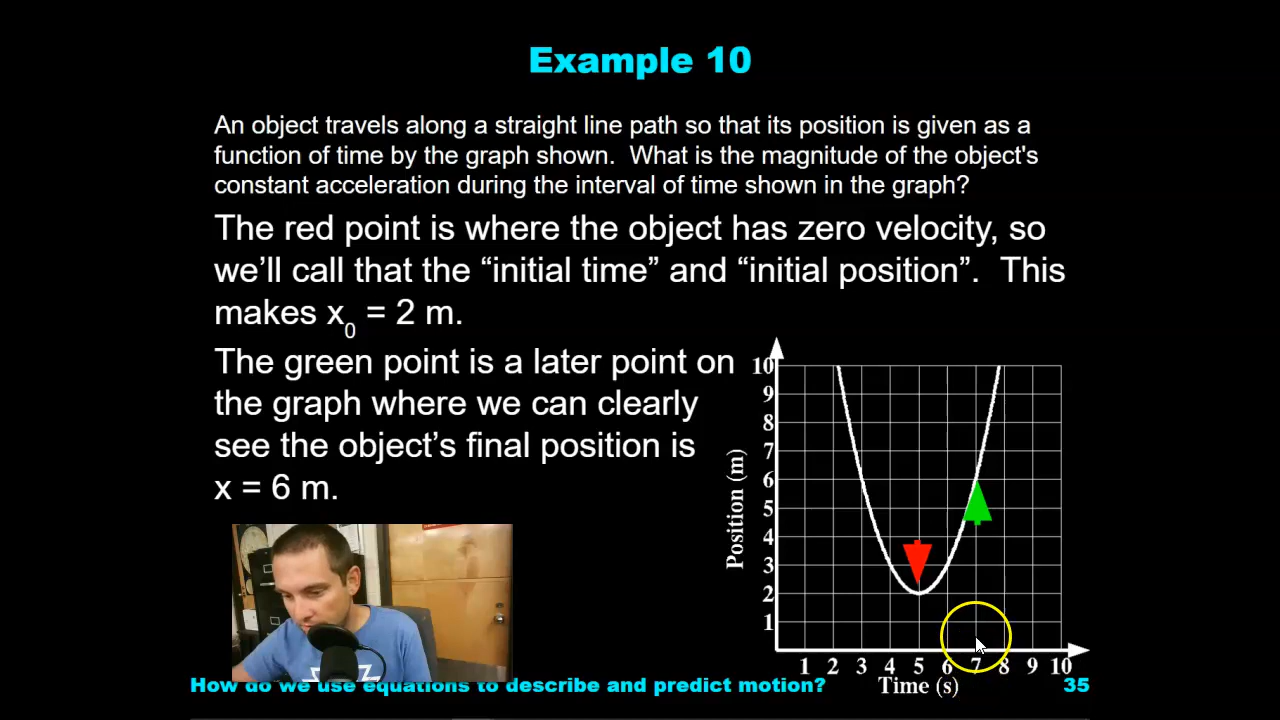 Example 10
An object travels along a straight line path so that its position is given as a
function of time by the graph shown.  What is the magnitude of the object's
constant acceleration during the interval of time shown in the graph?
The red point is where the object has zero velocity, so
we’ll call that the “initial time” and “initial position”.  This
makes x0 = 2 m.
The green point is a later point on
the graph where we can clearly
see the object’s final position is
x = 6 m.
10
9
8
7
6
5
4
3
2
1
Position (m)
1 2 3 4 5 6 7 8 9 10
Time (s)
How do we use equations to describe and predict motion?
35